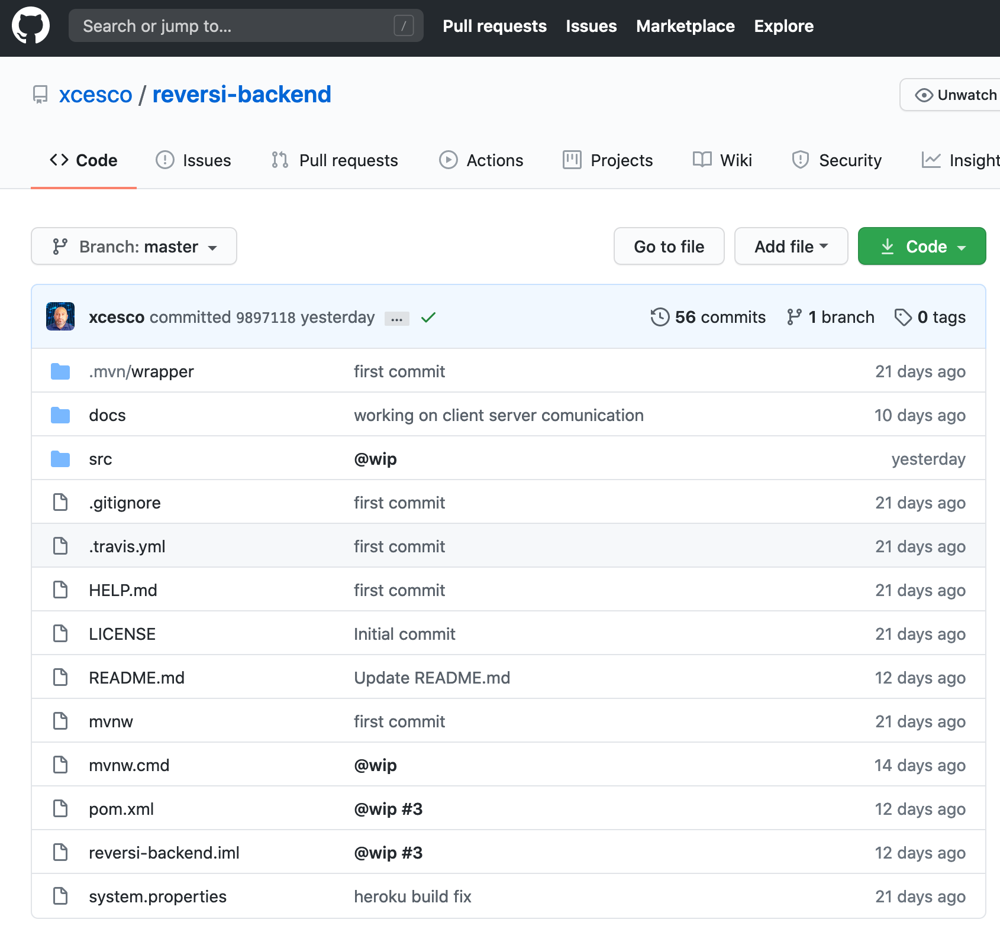 Search or jump to... /
Pull requests Issues Marketplace Explore
xcesco / reversi-backend
Unwatch
Code Issues Pull requests Actions Projects Wiki Security Insight
Branch: master Go to file Add file Code
xcesco committed 9897118 yesterday ... 56 commits 1 branch 0 tags
.mvn/wrapper first commit 21 days ago
docs working on client server comunication 10 days ago
src @wip yesterday
.gitignore first commit 21 days ago
.travis.yml first commit 21 days ago
HELP.md first commit 21 days ago
LICENSE Initial commit 21 days ago
README.md Update README.md 12 days ago
mvnw first commit 21 days ago
mvnw.cmd @wip 14 days ago
pom.xml @wip #3 12 days ago
reversi-backend.iml @wip #3 12 days ago
system.properties heroku build fix 21 days ago